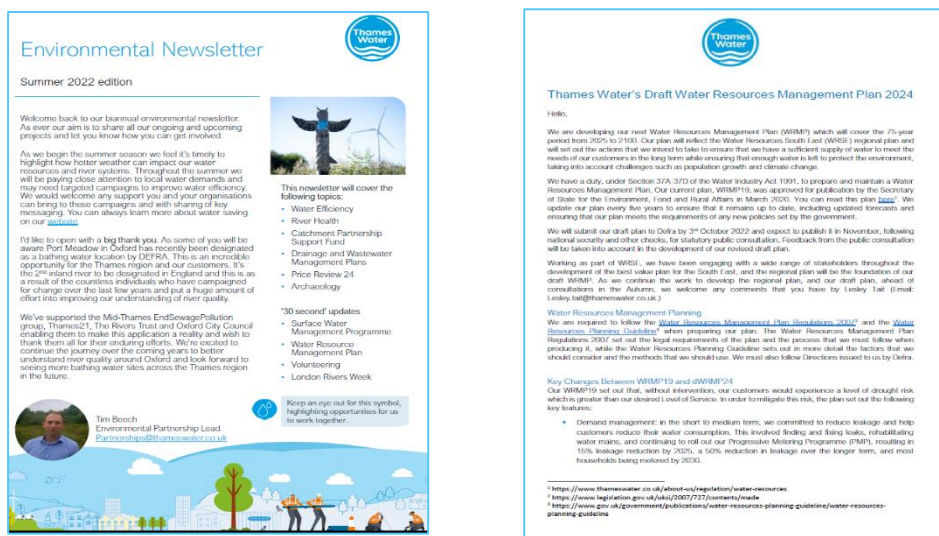 Environmental Newsletter
Thames
Water
Summer 2022 edition
Welcome back to our biannual environmental newsletter.
As ever our aim is to share all our ongoing and upcoming
projects and let you know how you can get involved.
As we begin the summer season we feel it's timely to
highlight how hotter weather can impact our water
resources and river systems. Throughout the summer we
will be paying close attention to local water demands and
may need targeted campaigns to improve water efficiency.
We would welcome any support you and your organisations
can bring to those campaigns and with sharing of key
messaging. You can always learn more about water saving
on our website.
I'd like to open with a big thank you. As some of you will be
aware Port Meadow in Oxford has recently been designated
as a bathing water location by DEFRA. This is an incredible
opportunity for the Thames region and our customers. It's
the 2nd inland river to be designated in England and this is as
a result of the countless individuals who have campaigned
for change over the last few years and put a huge amount of
effort into improving our understanding of river quality.
We've supported the Mid-Thames EndSewagePollution
group, Thames21, The Rivers Trust and Oxford City Council
enabling them to make this application a reality and wish to
thank them all for their enduring efforts. We're excited to
continue the journey over the coming years to better
understand river quality around Oxford and look forward to
seeing more bathing water sites across the Thames region
in the future.
Tim Beech
Environmental Partnership Lead
Partnerships@thameswater.co.uk
This newsletter will cover the
following topics:
• Water Efficiency
• River Health
• Catchment Partnership
Support Fund
• Drainage and Wastewater
Management Plans
• Price Review 24
• Archaeology
'30 second' updates
• Surface Water
Management Programme
• Water Resource
Management Plan
• Volunteering
• London Rivers Week
Keep an eye out for this symbol,
highlighting opportunities for us
to work together.
Thames
Water
Thames Water's Draft Water Resources Management Plan 2024
Hello,
We are developing our next Water Resources Management Plan (WRMP) which will cover the 75-year
period from 2025 to 2100. Our plan will reflect the Water Resources South East (WRSE) regional plan and
will set out the actions that we intend to take to ensure that we have a sufficient supply of water to meet the
needs of our customers in the long term while ensuring that enough water is left to protect the environment,
taking into account challenges such as population growth and climate change.
We have a duty, under Section 37A-37D of the Water Industry Act 1991, to prepare and maintain a Water
Resources Management Plan. Our current plan, WRMP19, was approved for publication by the Secretary
of State for the Environment, Food and Rural Affairs in March 2020. You can read this plan here¹. We
update our plan every five years to ensure that it remains up to date, including updated forecasts and
ensuring that our plan meets the requirements of any new policies set by the government.
We will submit our draft plan to Defra by 3rd October 2022 and expect to publish it in November, following
national security and other checks, for statutory public consultation. Feedback from the public consultation
will be taken into account in the development of our revised draft plan.
Working as part of WRSE, we have been engaging with a wide range of stakeholders throughout the
development of the best value plan for the South East, and the regional plan will be the foundation of our
draft WRMP. As we continue the work to develop the regional plan, and our draft plan, ahead of
consultations in the Autumn, we welcome any comments that you have by Lesley Tait (Email:
Lesley.tait@thameswater.co.uk.)
Water Resources Management Planning
We are required to follow the Water Resources Management Plan Regulations 2007² and the Water
Resources Planning Guideline³ when preparing our plan. The Water Resources Management Plan
Regulations 2007 set out the legal requirements of the plan and the process that we must follow when
producing it, while the Water Resources Planning Guideline sets out in more detail the factors that we
should consider and the methods that we should use. We must also follow Directions issued to us by Defra.
Key Changes Between WRMP19 and dWRMP24
Our WRMP19 set out that, without intervention, our customers would experience a level of drought risk
which is greater than our desired Level of Service. In order to mitigate this risk, the plan set out the following
key features:
• Demand management: in the short to medium term, we committed to reduce leakage and help
customers reduce their water consumption. This involved finding and fixing leaks, rehabilitating
water mains, and continuing to roll out our Progressive Metering Programme (PMP), resulting in
15% leakage reduction by 2025, a 50% reduction in leakage over the longer term, and most
households being metered by 2030.
¹ https://www.thameswater.co.uk/about-us/regulation/water-resources
² https://www.legislation.gov.uk/uksi/2007/727/contents/made
³ https://www.gov.uk/government/publications/water-resources-planning-guideline/water-resources-
planning-guideline